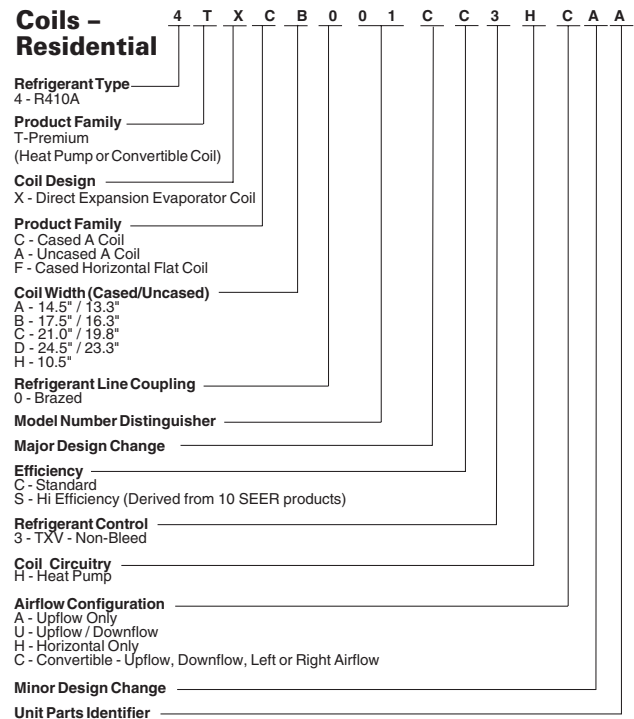 Coils – 
Residential
4 T X C B 0 0 1 C C 3 H C A A
Refrigerant Type
4 - R410A
Product Family
T-Premium
(Heat Pump or Convertible Coil)
Coil Design
X - Direct Expansion Evaporator Coil
Product Family
C - Cased A Coil
A - Uncased A Coil
F - Cased Horizontal Flat Coil
Coil Width (Cased/Uncased)
A - 14.5" / 13.3"
B - 17.5" / 16.3"
C - 21.0" / 19.8"
D - 24.5" / 23.3"
H - 10.5"
Refrigerant Line Coupling
0 - Brazed
Model Number Distinguisher
Major Design Change
Efficiency
C - Standard
S - Hi Efficiency (Derived from 10 SEER products)
Refrigerant Control
3 - TXV - Non-Bleed
Coil Circuitry
H - Heat Pump
Airflow Configuration
A - Upflow Only
U - Upflow / Downflow
H - Horizontal Only
C - Convertible - Upflow, Downflow, Left or Right Airflow
Minor Design Change
Unit Parts Identifier